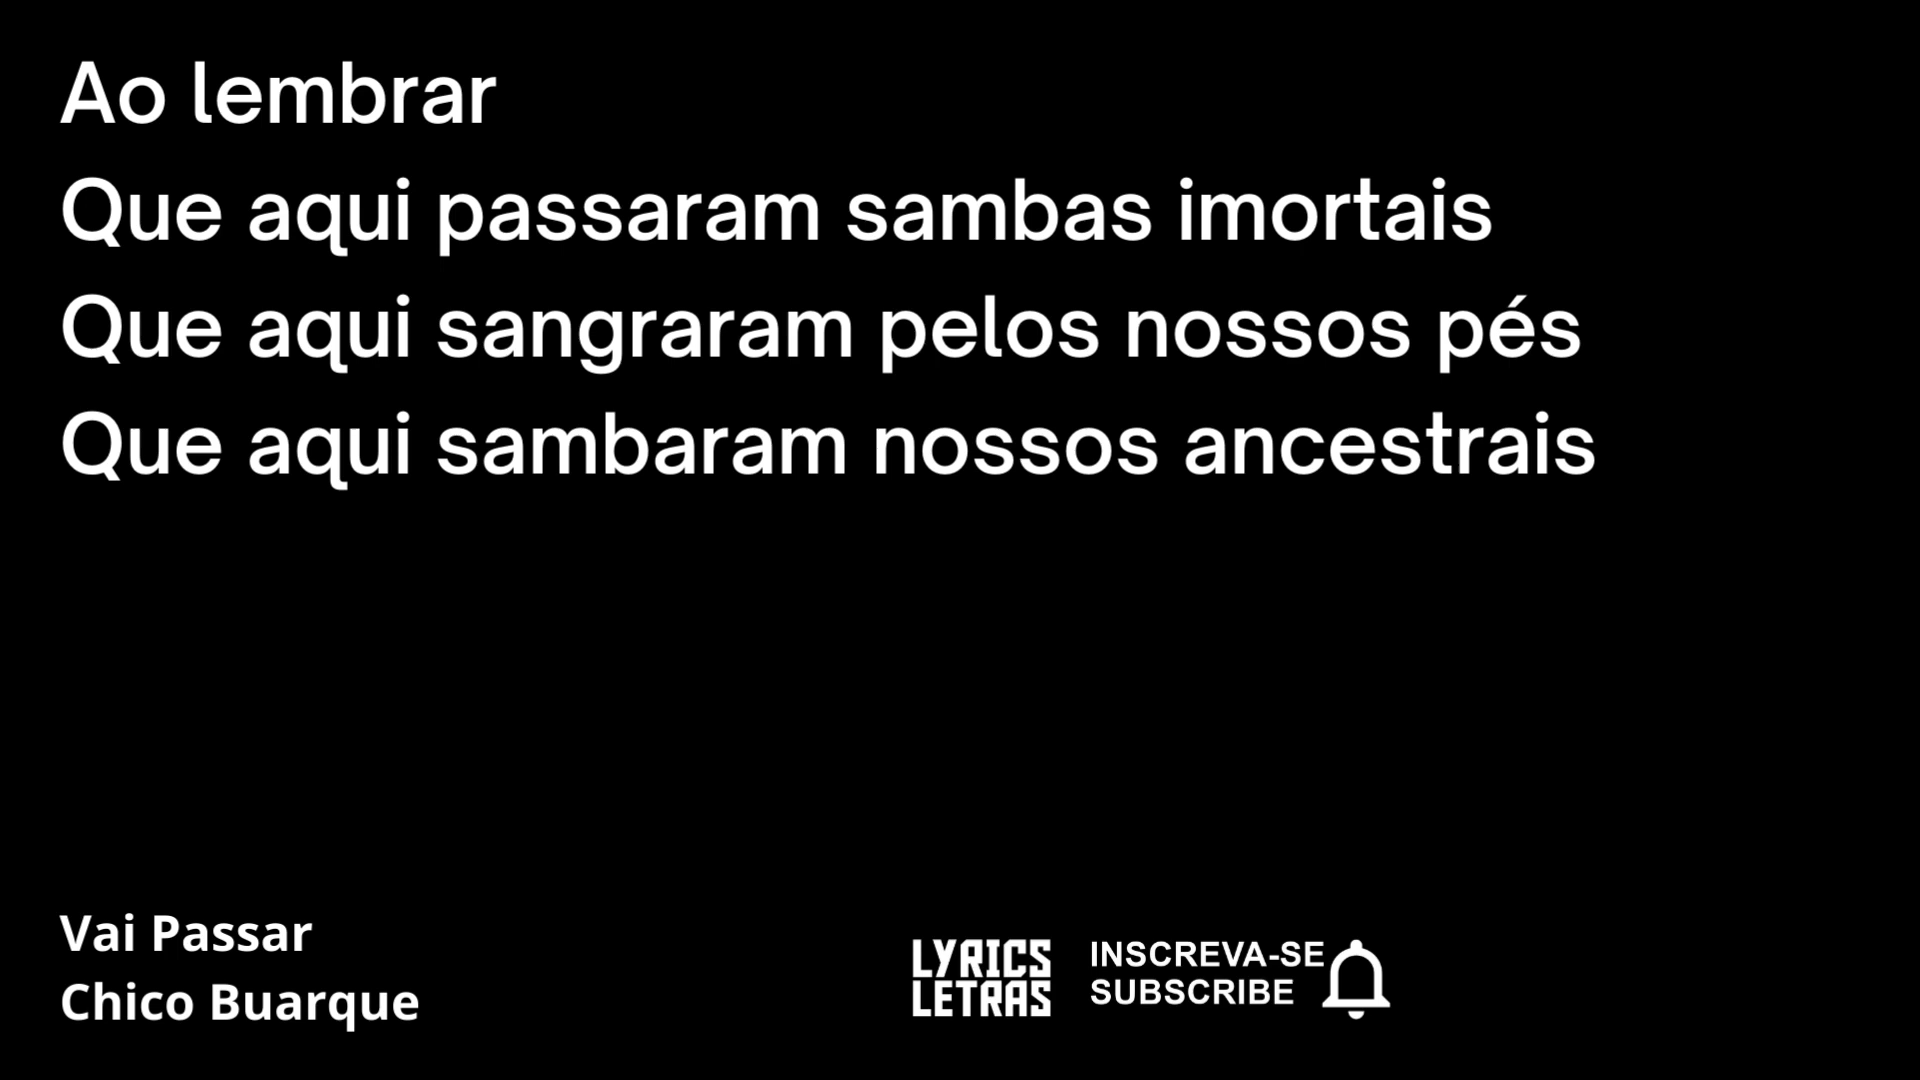 Ao lembrar
Que aqui passaram sambas imortais
Que aqui sangraram pelos nossos pés
Que aqui sambaram nossos ancestrais
Vai Passar
Chico Buarque
LYRICS
LETRAS
INSCREVA-SE
SUBSCRIBE